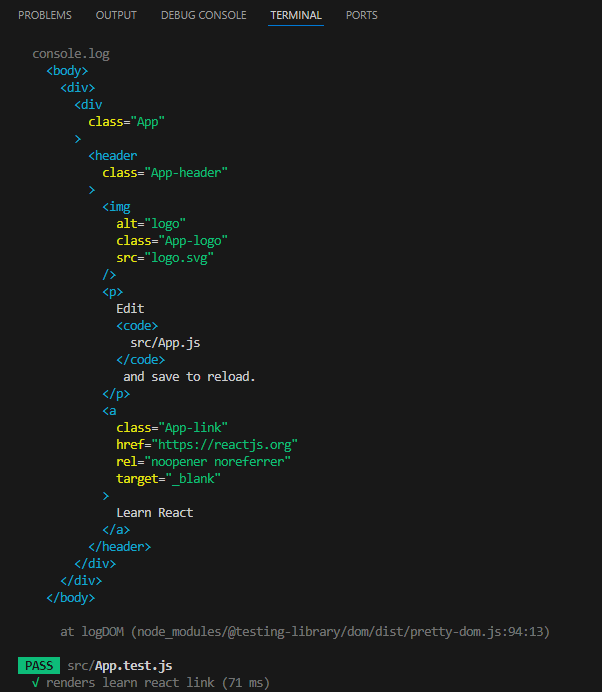 PROBLEMS OUTPUT DEBUG CONSOLE TERMINAL PORTS
console.log
<body>
<div>
<div
class="App"
>
<header
class="App-header"
>
<img
alt="logo"
class="App-logo"
src="logo.svg"
/>
<p>
Edit
<code>
src/App.js
</code>
and save to reload.
</p>
<a
class="App-link"
href="https://reactjs.org"
rel="noopener noreferrer"
target="_blank"
>
Learn React
</a>
</header>
</div>
</div>
</body>
at logDOM (node_modules/@testing-library/dom/dist/pretty-dom.js:94:13)
PASS src/App.test.js
√ renders learn react link (71 ms)